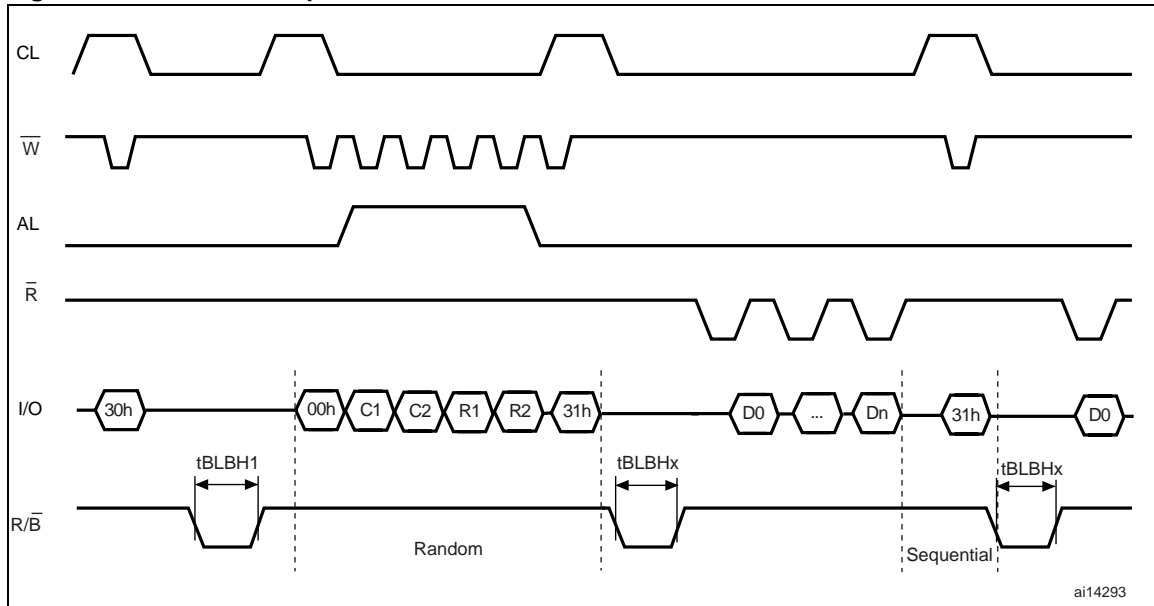 CL
W̅
AL
R̅
I/O 30h 00h C1 C2 R1 R2 31h D0 ... Dn 31h D0
tBLBH1 tBLBHx tBLBHx
R/B̅
Random Sequential
ai14293